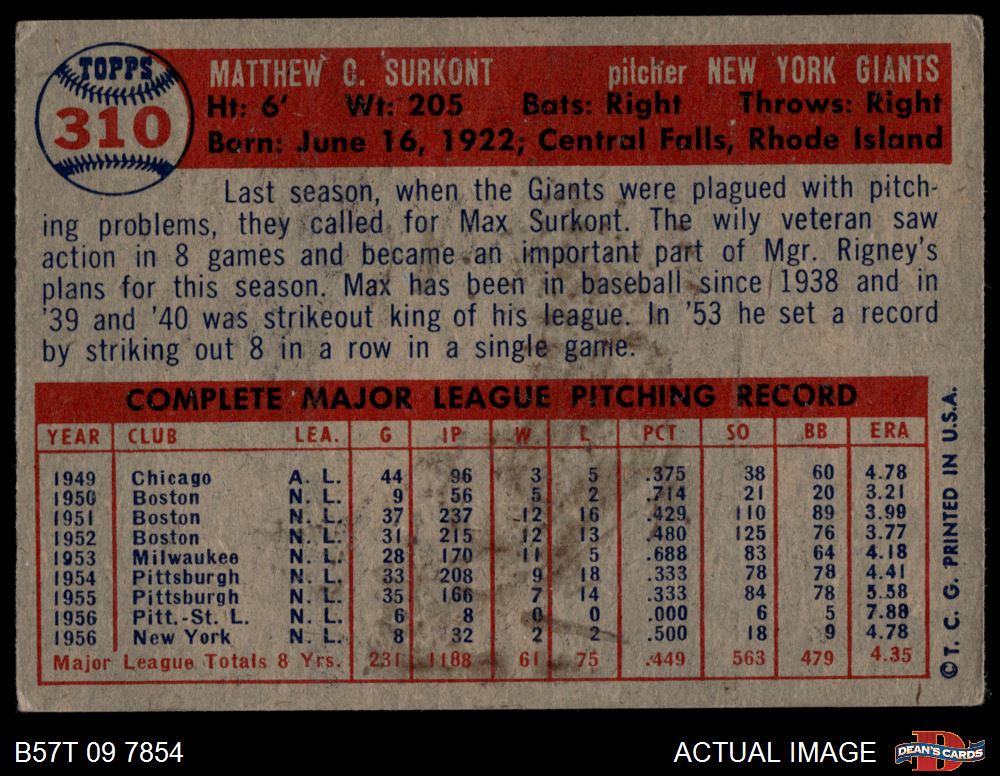 TOPPS
310
MATTHEW C. SURKONT pitcher NEW YORK GIANTS
Ht: 6' Wt: 205 Bats: Right Throws: Right
Born: June 16, 1922; Central Falls, Rhode Island
Last season, when the Giants were plagued with pitch-
ing problems, they called for Max Surkont. The wily veteran saw
action in 8 games and became an important part of Mgr. Rigney's
plans for this season. Max has been in baseball since 1938 and in
'39 and '40 was strikeout king of his league. In '53 he set a record
by striking out 8 in a row in a single game.
COMPLETE MAJOR LEAGUE PITCHING RECORD
YEAR CLUB LEA. G IP W L PCT SO BB ERA
1949 Chicago A. L. 44 96 3 5 .375 38 60 4.78
1950 Boston N. L. 9 56 5 2 .714 21 20 3.21
1951 Boston N. L. 37 237 12 16 .429 110 89 3.99
1952 Boston N. L. 31 215 12 13 .480 125 76 3.77
1953 Milwaukee N. L. 28 170 11 5 .688 83 64 4.18
1954 Pittsburgh N. L. 33 208 9 18 .333 78 78 4.41
1955 Pittsburgh N. L. 35 166 7 14 .333 84 78 5.58
1956 Pitt.-St. L. N. L. 6 8 0 0 .000 6 5 7.88
1956 New York N. L. 8 32 2 2 .500 18 9 4.78
Major League Totals 8 Yrs. 231 1188 61 75 .449 563 479 4.35
© T. C. G. PRINTED IN U.S.A.
B57T 09 7854 ACTUAL IMAGE
DEAN'S CARDS